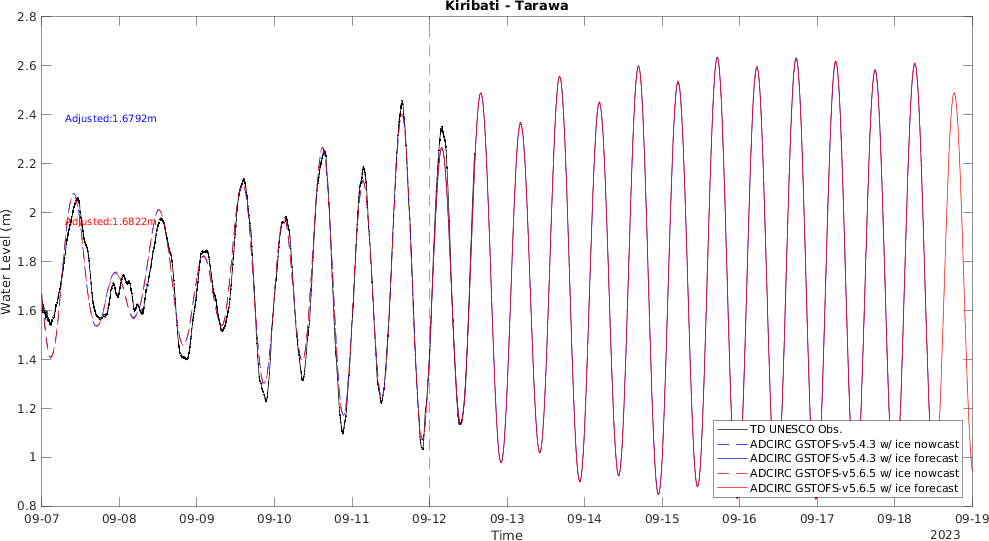 Kiribati - Tarawa
2.8
2.6
2.4
2.2
2
1.8
1.6
1.4
1.2
1
0.8
Water Level (m)
Adjusted:1.6792m
Adjusted:1.6822m
TD UNESCO Obs.
ADCIRC GSTOFS-v5.4.3 w/ ice nowcast
ADCIRC GSTOFS-v5.4.3 w/ ice forecast
ADCIRC GSTOFS-v5.6.5 w/ ice nowcast
ADCIRC GSTOFS-v5.6.5 w/ ice forecast
09-07 09-08 09-09 09-10 09-11 09-12 09-13 09-14 09-15 09-16 09-17 09-18 09-19
Time
2023